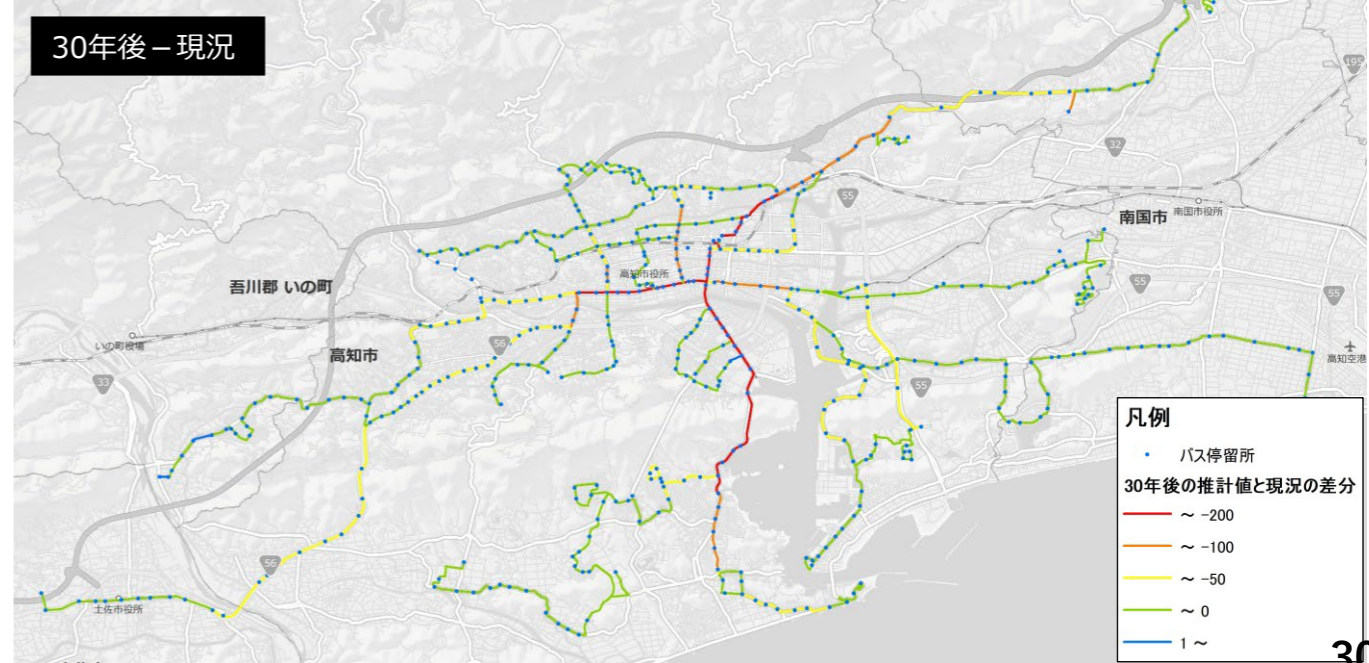 30年後－現況
195
32
55
南国市
南国市役所
高知市役所
吾川郡 いの町
55
55
いの町役場
高知市
56
高知空港
33
55
凡例
バス停留所
30年後の推計値と現況の差分
～ -200
～ -100
～ -50
～ 0
1 ～
56
土佐市役所
30